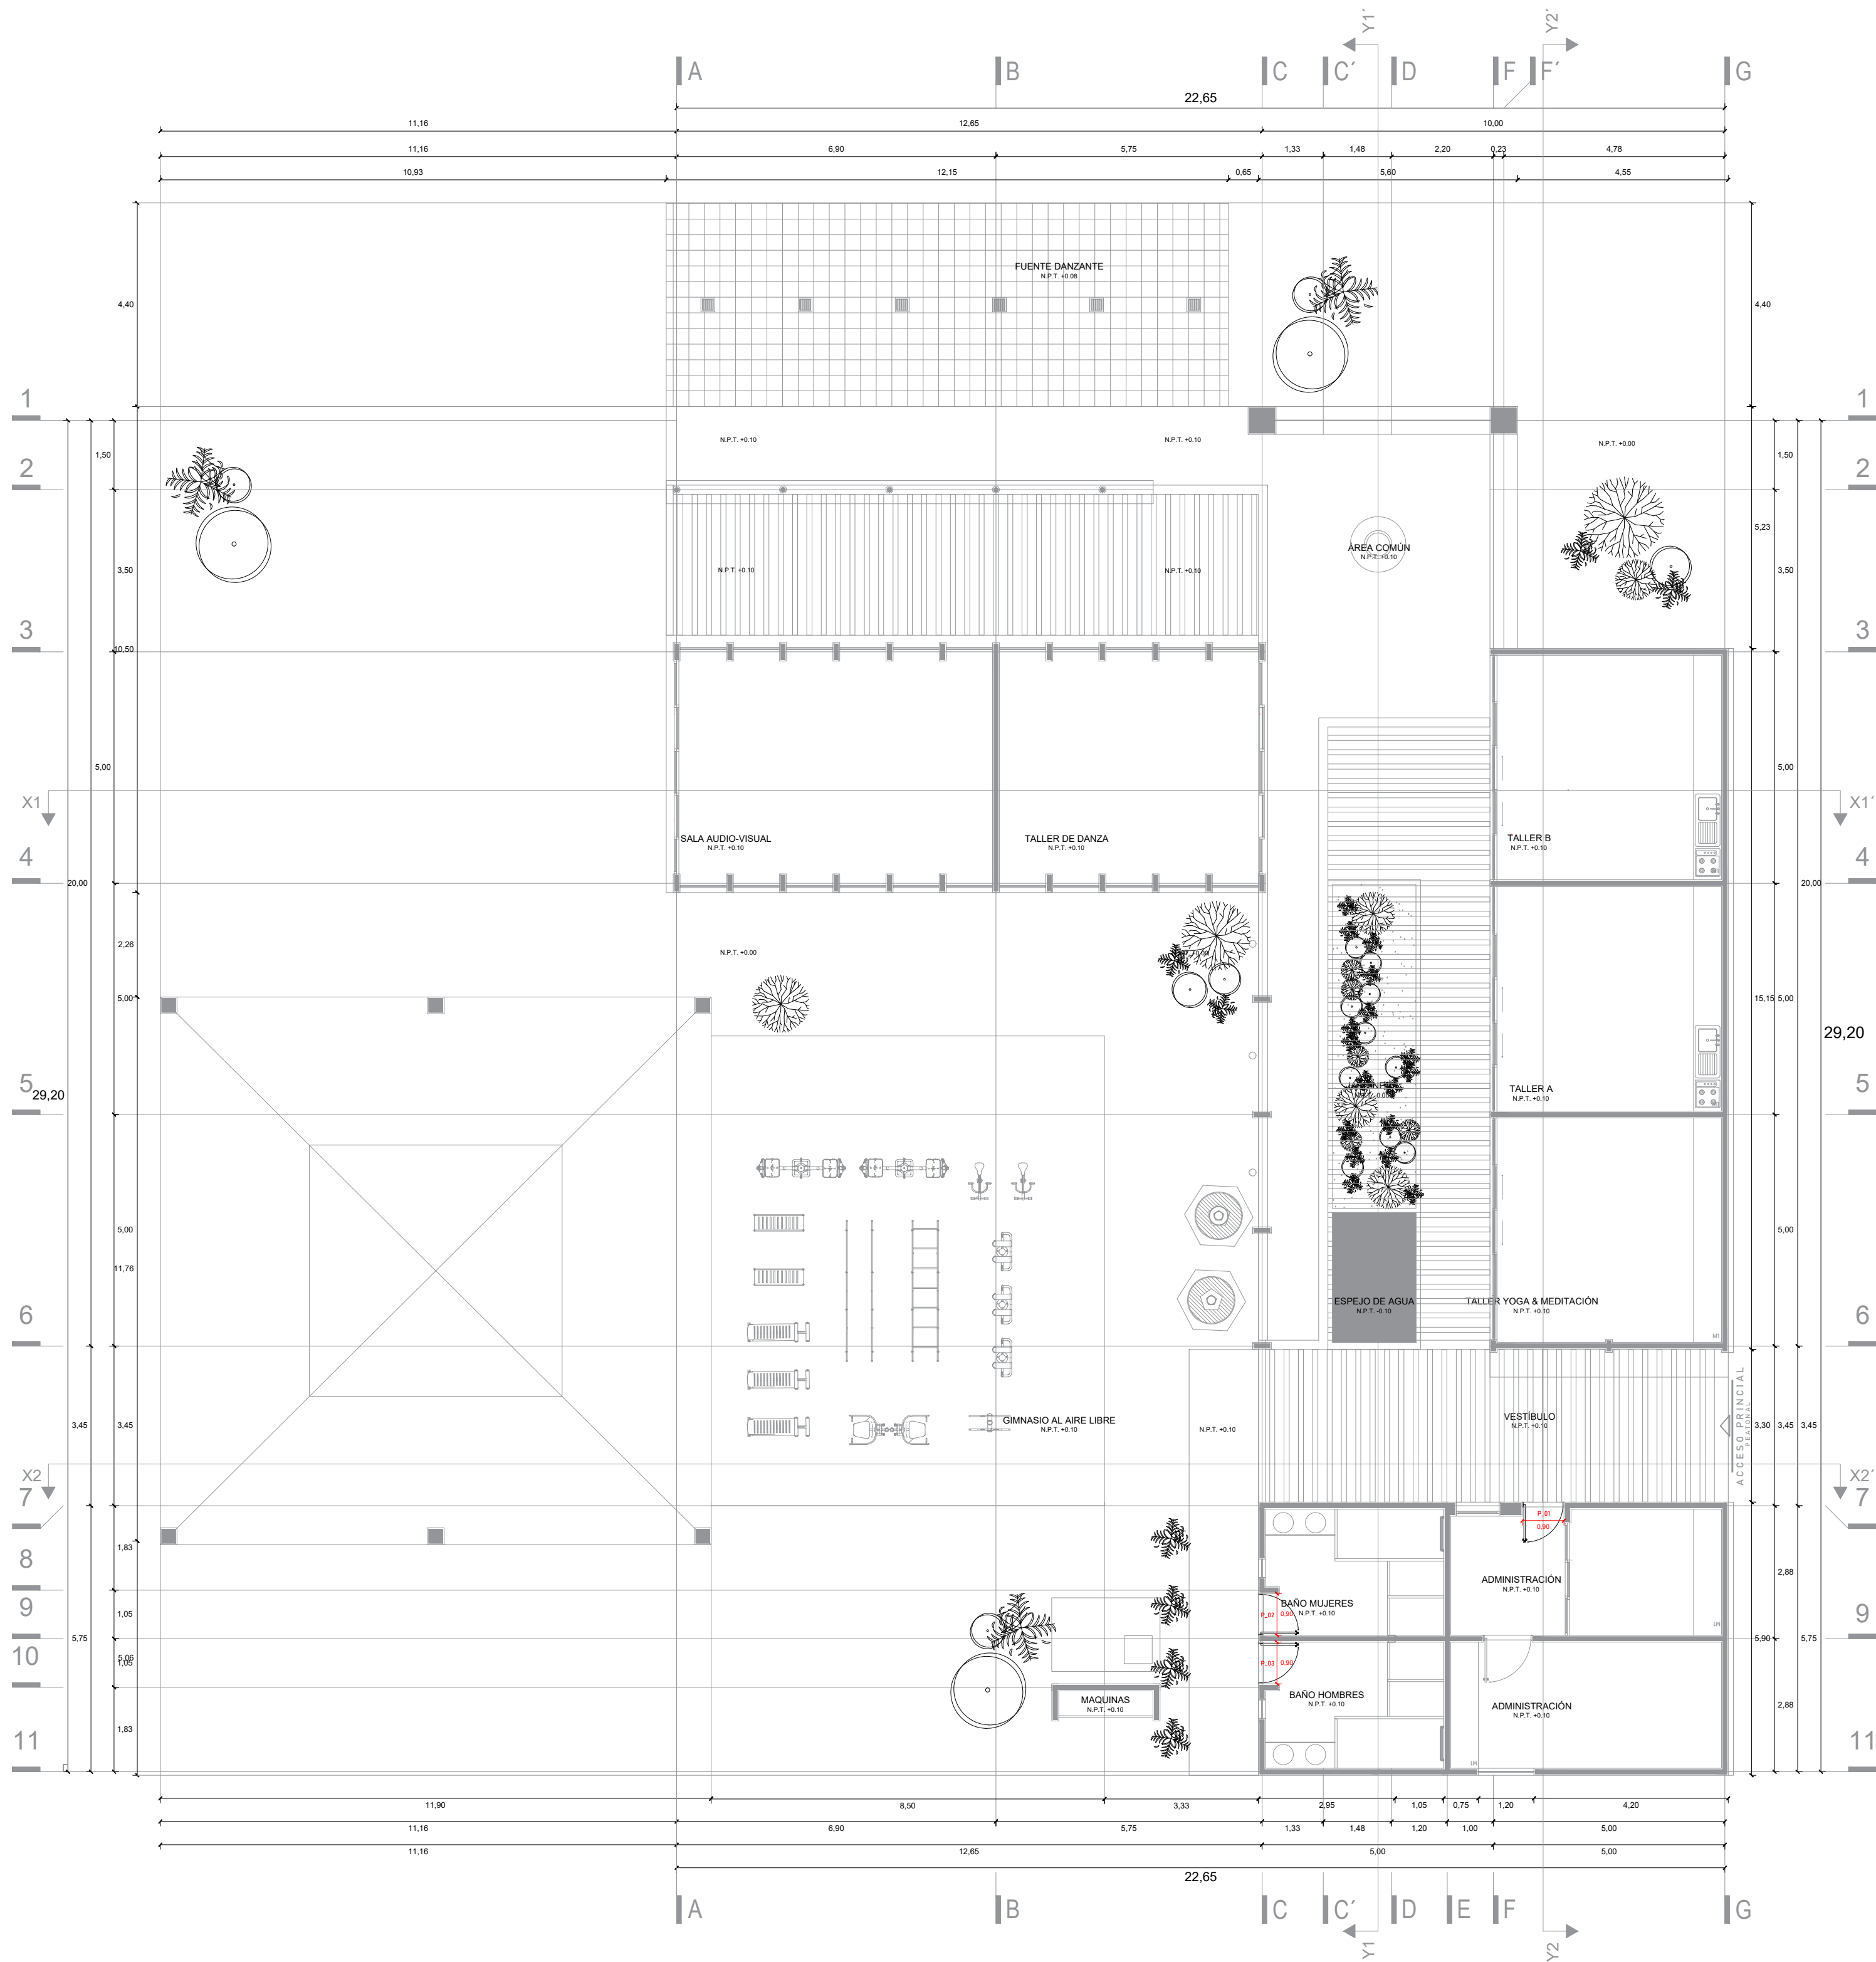 Y1´ Y2´
A B C C´ D F F´ G
22,65
11,16 12,65 10,00
11,16 6,90 5,75 1,33 1,48 2,20 0,23 4,78
10,93 12,15 0,65 5,60 4,55
FUENTE DANZANTE
N.P.T. +0.08
4,40 4,40
1 1
N.P.T. +0.10 N.P.T. +0.10 N.P.T. +0.00
1,50 1,50
2 2
5,23
ÁREA COMÚN
N.P.T. +0.10
3,50 N.P.T. +0.10 N.P.T. +0.10 3,50
3 3
10,50
5,00 5,00
X1 X1´
SALA AUDIO-VISUAL TALLER DE DANZA TALLER B
N.P.T. +0.10 N.P.T. +0.10 N.P.T. +0.10
4 4
20,00 20,00
2,26 N.P.T. +0.00
5,00 15,15 5,00
29,20
5 5
29,20
TALLER A
N.P.T. +0.10
5,00 5,00
11,76
ESPEJO DE AGUA TALLER YOGA & MEDITACIÓN
N.P.T. -0.10 N.P.T. +0.10
6 6
M1
ACCESO PRINCIAL
PEATONAL
GIMNASIO AL AIRE LIBRE VESTÍBULO
N.P.T. +0.10 N.P.T. +0.10 N.P.T. +0.10
3,45 3,45 3,30 3,45 3,45
X2 X2´
7 7
P_01
0,90
1,83
8
2,88
ADMINISTRACIÓN
N.P.T. +0.10
9 9
BAÑO MUJERES
N.P.T. +0.10
P_02 0,90
1,05
M1
5,75 5,90 5,75
10
5,06
1,05
P_03 0,90
BAÑO HOMBRES
N.P.T. +0.10
MAQUINAS
N.P.T. +0.10
ADMINISTRACIÓN
N.P.T. +0.10
2,88
1,83
11 11
M1
11,90 8,50 3,33 2,95 1,05 0,75 1,20 4,20
11,16 6,90 5,75 1,33 1,48 1,20 1,00 5,00
11,16 12,65 5,00 5,00
22,65
A B C C´ D E F G
Y1 Y2